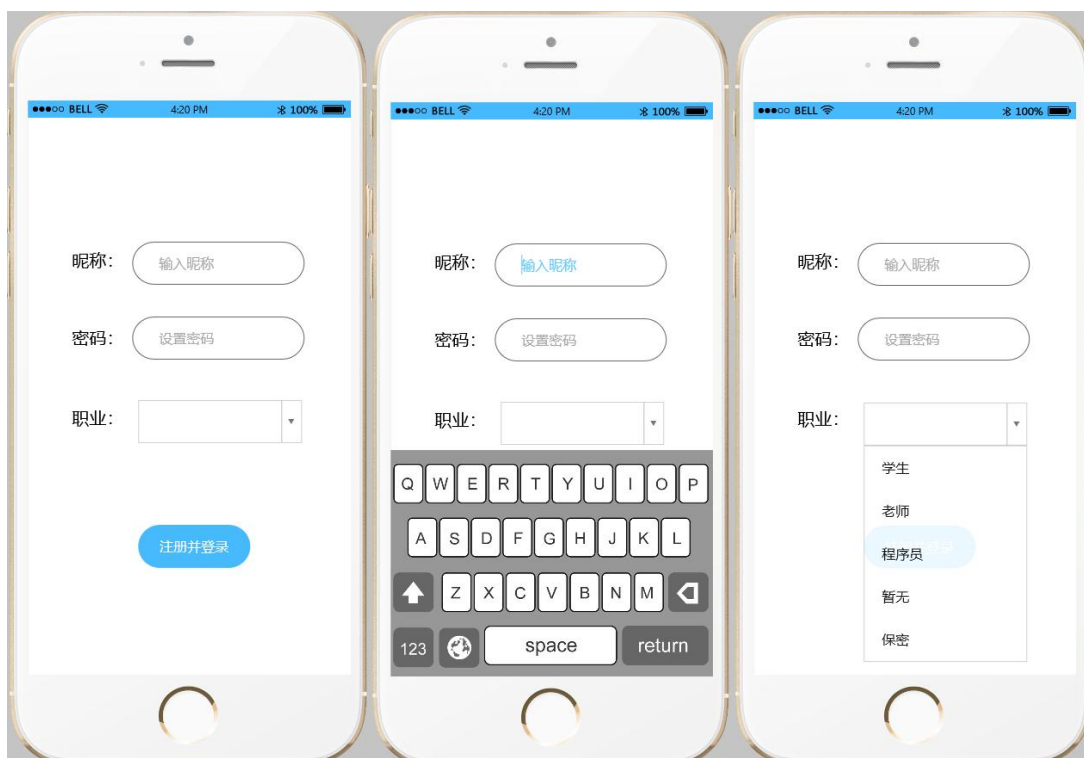 ●●●○○ BELL 4:20 PM 100%
昵称： 输入昵称
密码： 设置密码
职业：
注册并登录
●●●○○ BELL 4:20 PM 100%
昵称： 输入昵称
密码： 设置密码
职业：
Q W E R T Y U I O P
A S D F G H J K L
Z X C V B N M
123 space return
●●●○○ BELL 4:20 PM 100%
昵称： 输入昵称
密码： 设置密码
职业：
学生
老师
程序员
暂无
保密